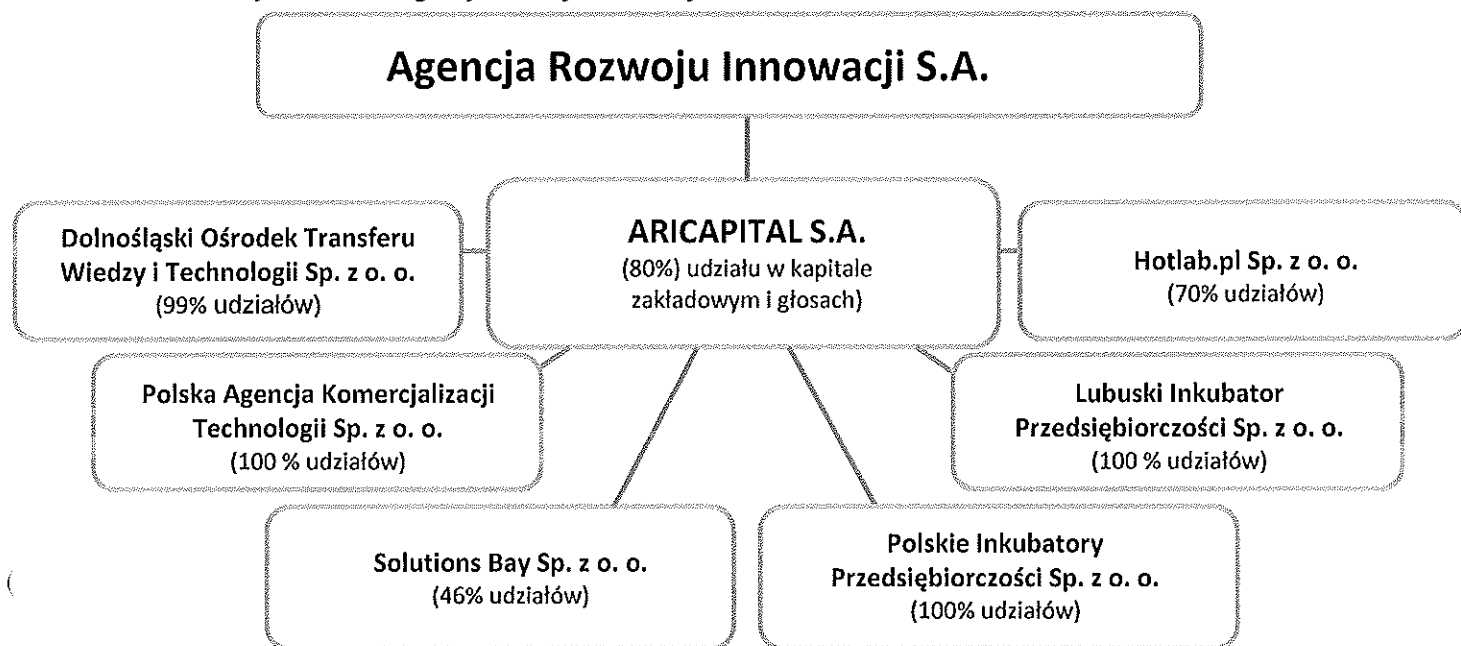 Agencja Rozwoju Innowacji S.A.
ARICAPITAL S.A.
(80%) udziału w kapitale
zakładowym i głosach)
Dolnośląski Ośrodek Transferu
Wiedzy i Technologii Sp. z o. o.
(99% udziałów)
Hotlab.pl Sp. z o. o.
(70% udziałów)
Polska Agencja Komercjalizacji
Technologii Sp. z o. o.
(100 % udziałów)
Lubuski Inkubator
Przedsiębiorczości Sp. z o. o.
(100 % udziałów)
Solutions Bay Sp. z o. o.
(46% udziałów)
Polskie Inkubatory
Przedsiębiorczości Sp. z o. o.
(100% udziałów)